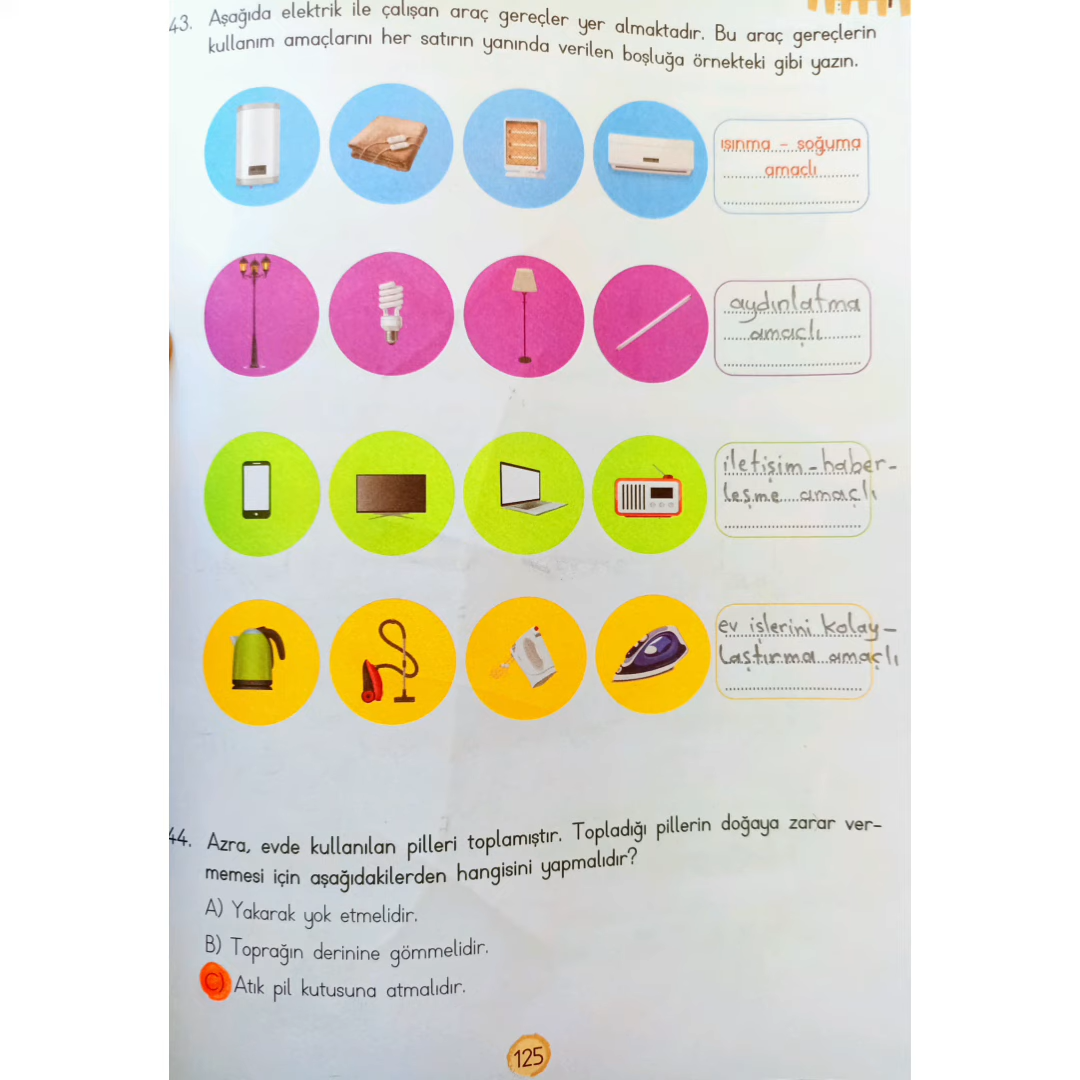 43. Aşağıda elektrik ile çalışan araç gereçler yer almaktadır. Bu araç gereçlerin
kullanım amaçlarını her satırın yanında verilen boşluğa örnekteki gibi yazın.
ısınma - soğuma
amaçlı
aydınlatma
amaçlı
iletişim-haber-
leşme amaçlı
ev işlerini kolay-
laştırma amaçlı
44. Azra, evde kullanılan pilleri toplamıştır. Topladığı pillerin doğaya zarar ver-
memesi için aşağıdakilerden hangisini yapmalıdır?
A) Yakarak yok etmelidir.
B) Toprağın derinine gömmelidir.
C) Atık pil kutusuna atmalıdır.
125